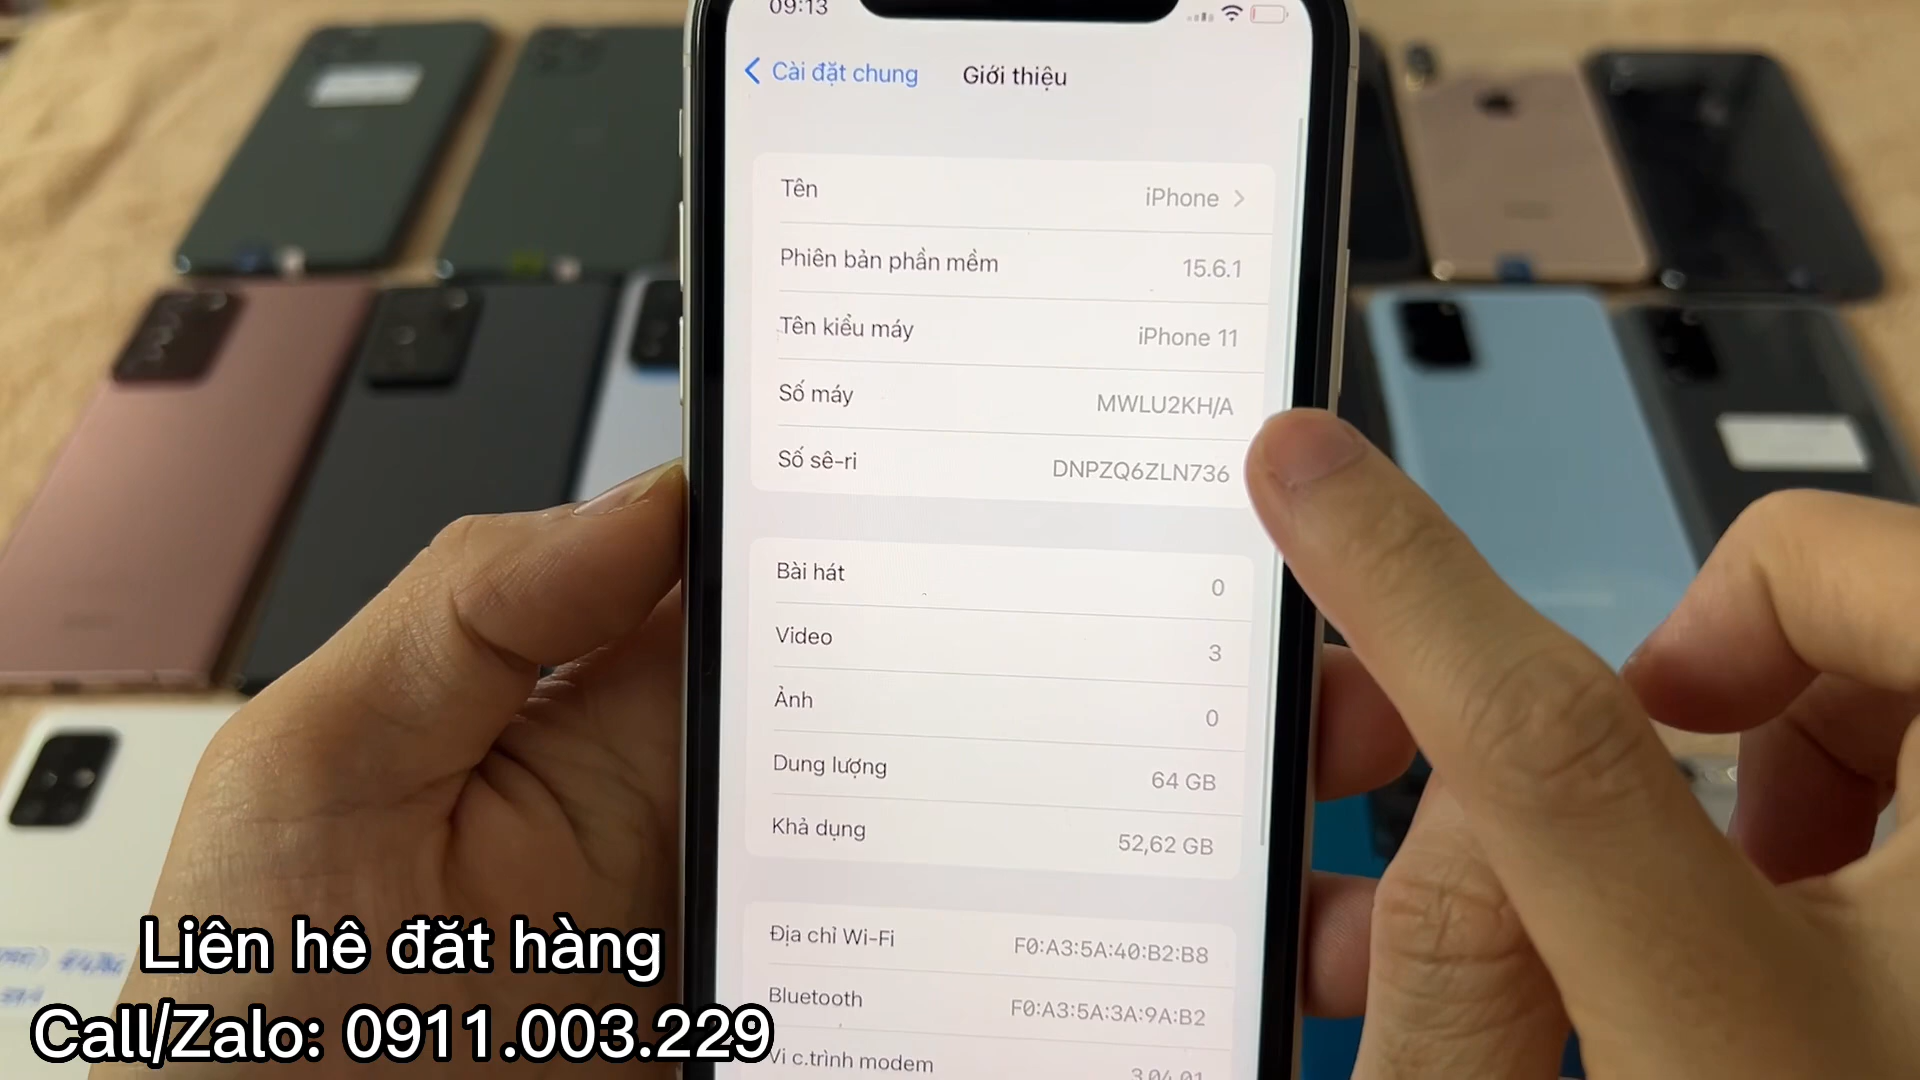 09:13
Cài đặt chung
Giới thiệu
Tên
iPhone
Phiên bản phần mềm
15.6.1
Tên kiểu máy
iPhone 11
Số máy
MWLU2KH/A
Số sê-ri
DNPZQ6ZLN736
Bài hát
0
Video
3
Ảnh
0
Dung lượng
64 GB
Khả dụng
52,62 GB
Địa chỉ Wi-Fi
F0:A3:5A:40:B2:B8
Bluetooth
F0:A3:5A:3A:9A:B2
Vi c.trình modem
3.04.01
Liên hê đăt hàng
Call/Zalo: 0911.003.229